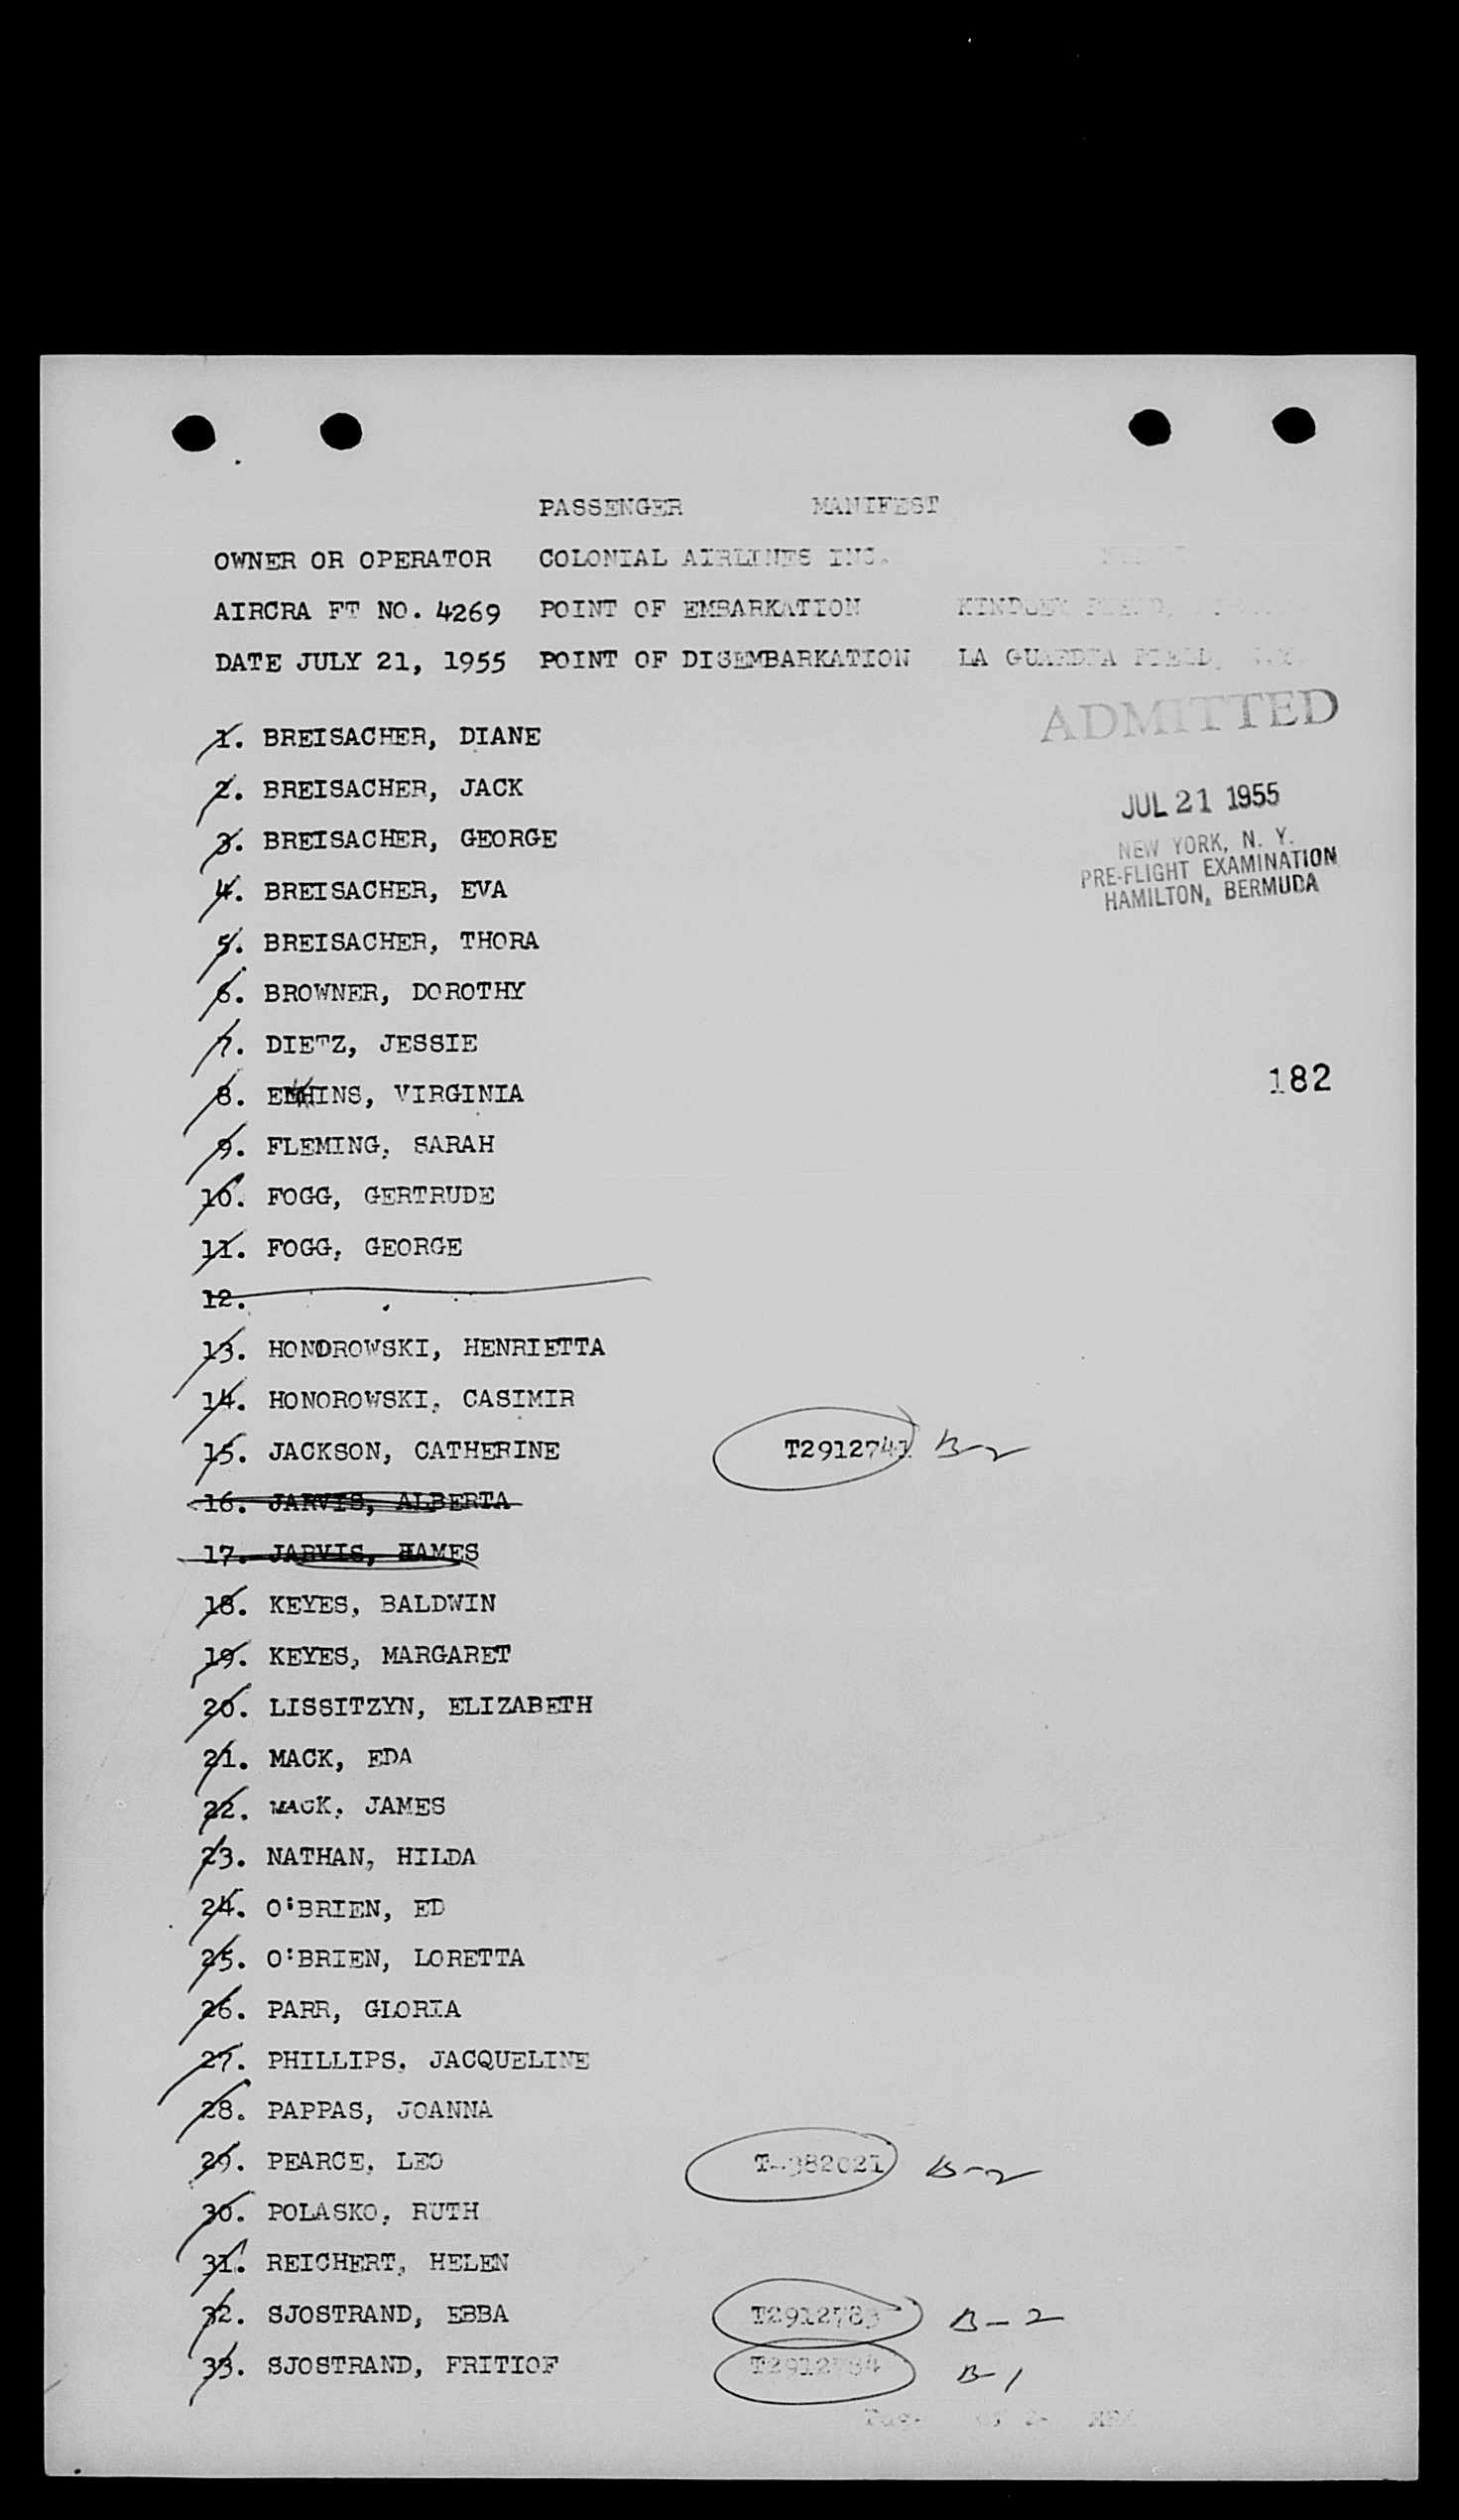 PASSENGER MANIFEST
OWNER OR OPERATOR COLONIAL AIRLINES INC.
AIRCRA FT NO. 4269 POINT OF EMBARKATION KINDLEY FIELD,
DATE JULY 21, 1955 POINT OF DISEMBARKATION LA GUARDIA FIELD, N.Y.
ADMITTED
JUL 21 1955
NEW YORK, N. Y.
PRE-FLIGHT EXAMINATION
HAMILTON, BERMUDA
1. BREISACHER, DIANE
2. BREISACHER, JACK
3. BREISACHER, GEORGE
4. BREISACHER, EVA
5. BREISACHER, THORA
6. BROWNER, DOROTHY
7. DIETZ, JESSIE
182
8. VIRGINIA
9. FLEMING, SARAH
10. FOGG, GERTRUDE
11. FOGG, GEORGE
12.
13. HONOROWSKI, HENRIETTA
14. HONOROWSKI, CASIMIR
15. JACKSON, CATHERINE T2912741 B-2
16. JARVIS, ALBERTA
17. JARVIS, HAMES
18. KEYES, BALDWIN
19. KEYES, MARGARET
20. LISSITZYN, ELIZABETH
21. MACK, EDA
22. MACK, JAMES
23. NATHAN, HILDA
24. O'BRIEN, ED
25. O'BRIEN, LORETTA
26. PARR, GLORIA
27. PHILLIPS, JACQUELINE
28. PAPPAS, JOANNA
29. PEARCE, LEO T-382021 B-2
30. POLASKO, RUTH
31. REICHERT, HELEN
32. SJOSTRAND, EBBA T2912783 B-2
33. SJOSTRAND, FRITIOF T2912784 B-1